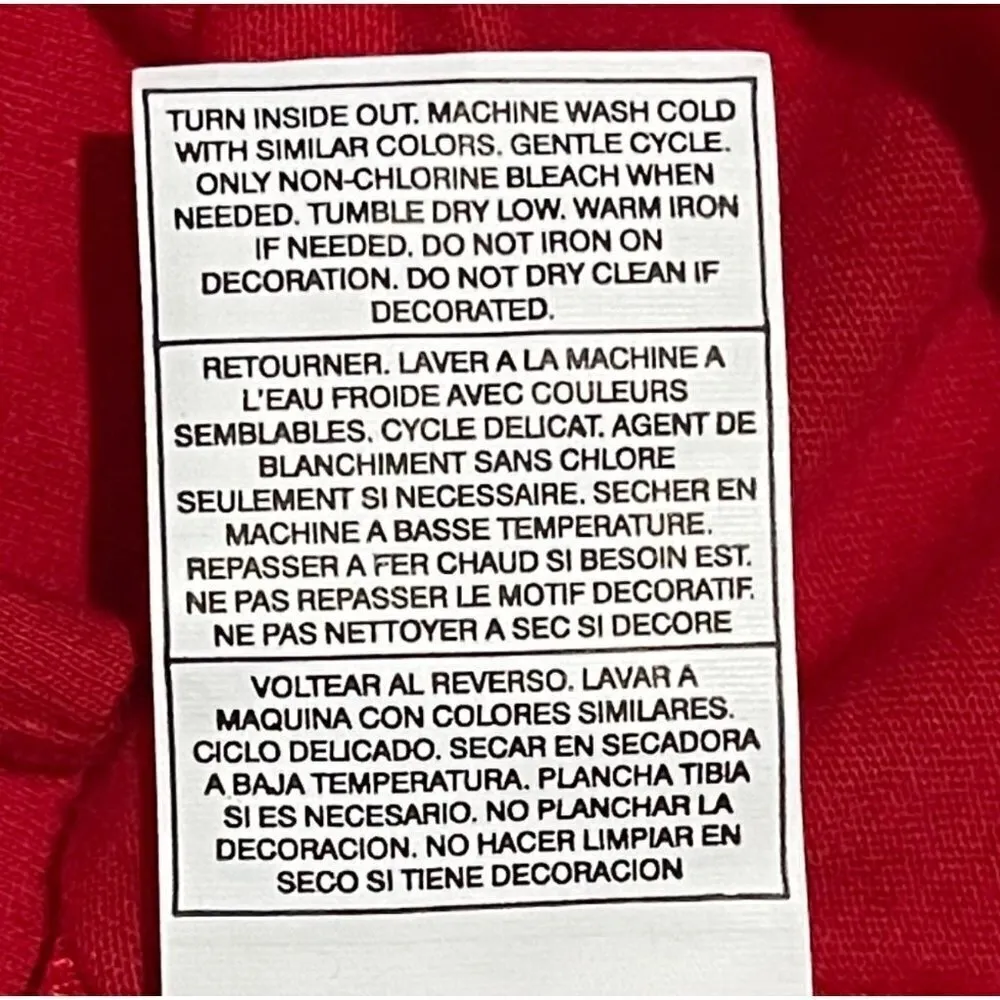 TURN INSIDE OUT. MACHINE WASH COLD
WITH SIMILAR COLORS. GENTLE CYCLE.
ONLY NON-CHLORINE BLEACH WHEN
NEEDED. TUMBLE DRY LOW. WARM IRON
IF NEEDED. DO NOT IRON ON
DECORATION. DO NOT DRY CLEAN IF
DECORATED.
RETOURNER. LAVER A LA MACHINE A
L'EAU FROIDE AVEC COULEURS
SEMBLABLES. CYCLE DELICAT. AGENT DE
BLANCHIMENT SANS CHLORE
SEULEMENT SI NECESSAIRE. SECHER EN
MACHINE A BASSE TEMPERATURE.
REPASSER A FER CHAUD SI BESOIN EST.
NE PAS REPASSER LE MOTIF DECORATIF.
NE PAS NETTOYER A SEC SI DECORE
VOLTEAR AL REVERSO. LAVAR A
MAQUINA CON COLORES SIMILARES.
CICLO DELICADO. SECAR EN SECADORA
A BAJA TEMPERATURA. PLANCHA TIBIA
SI ES NECESARIO. NO PLANCHAR LA
DECORACION. NO HACER LIMPIAR EN
SECO SI TIENE DECORACION